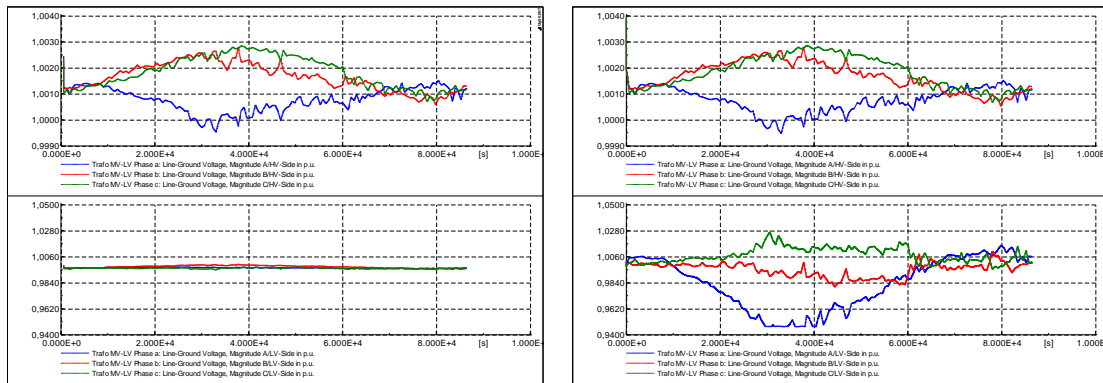 1,0040
1,0030
1,0020
1,0010
1,0000
0,9990
0.000E+0
2.000E+4
4.000E+4
6.000E+4
8.000E+4
[s]
1.000E+
Trafo MV-LV Phase a: Line-Ground Voltage, Magnitude A/HV-Side in p.u.
Trafo MV-LV Phase b: Line-Ground Voltage, Magnitude B/HV-Side in p.u.
Trafo MV-LV Phase c: Line-Ground Voltage, Magnitude C/HV-Side in p.u.
1,0500
1,0280
1,0060
0,9840
0,9620
0,9400
0.000E+0
2.000E+4
4.000E+4
6.000E+4
8.000E+4
[s]
1.000E+
Trafo MV-LV Phase a: Line-Ground Voltage, Magnitude A/LV-Side in p.u.
Trafo MV-LV Phase b: Line-Ground Voltage, Magnitude B/LV-Side in p.u.
Trafo MV-LV Phase c: Line-Ground Voltage, Magnitude C/LV-Side in p.u.
1,0040
1,0030
1,0020
1,0010
1,0000
0,9990
0.000E+0
2.000E+4
4.000E+4
6.000E+4
8.000E+4
[s]
1.000E+
Trafo MV-LV Phase a: Line-Ground Voltage, Magnitude A/HV-Side in p.u.
Trafo MV-LV Phase b: Line-Ground Voltage, Magnitude B/HV-Side in p.u.
Trafo MV-LV Phase c: Line-Ground Voltage, Magnitude C/HV-Side in p.u.
1,0500
1,0280
1,0060
0,9840
0,9620
0,9400
0.000E+0
2.000E+4
4.000E+4
6.000E+4
8.000E+4
[s]
1.000E+
Trafo MV-LV Phase a: Line-Ground Voltage, Magnitude A/LV-Side in p.u.
Trafo MV-LV Phase b: Line-Ground Voltage, Magnitude B/LV-Side in p.u.
Trafo MV-LV Phase c: Line-Ground Voltage, Magnitude C/LV-Side in p.u.